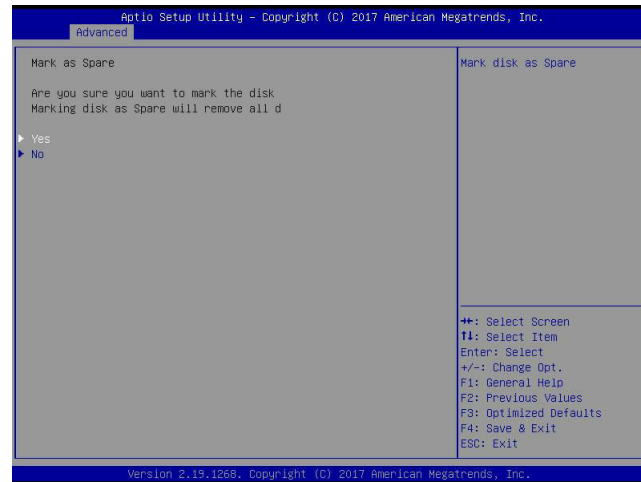 Aptio Setup Utility – Copyright (C) 2017 American Megatrends, Inc.
Advanced
Mark as Spare
Are you sure you want to mark the disk
Marking disk as Spare will remove all d
Yes
No
Mark disk as Spare
→←: Select Screen
↑↓: Select Item
Enter: Select
+/-: Change Opt.
F1: General Help
F2: Previous Values
F3: Optimized Defaults
F4: Save & Exit
ESC: Exit
Version 2.19.1268. Copyright (C) 2017 American Megatrends, Inc.